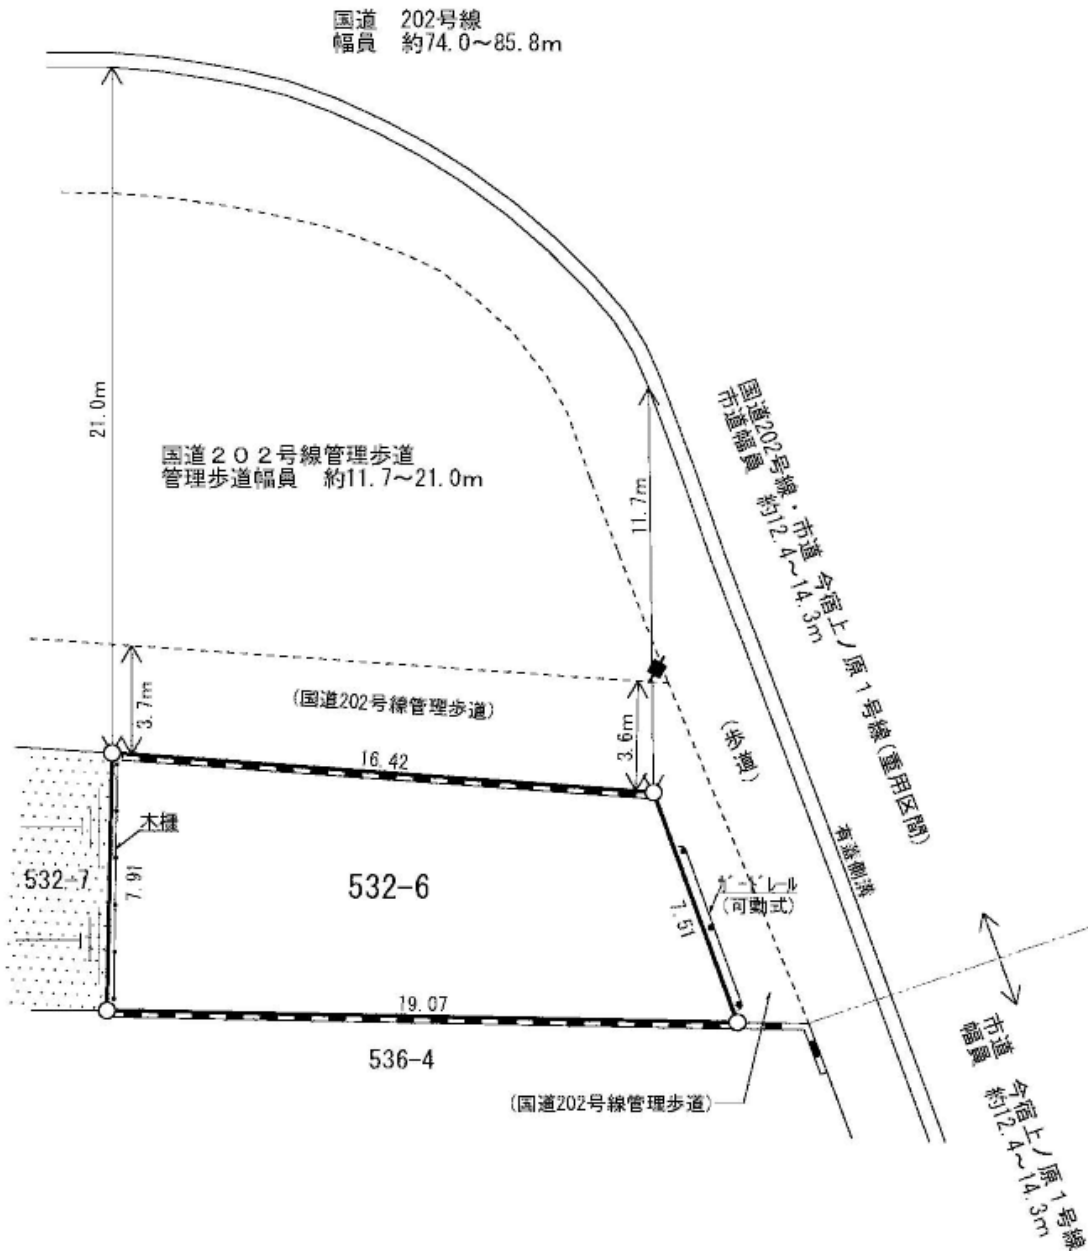 国道 202号線
幅員 約74.0～85.8m
21.0m
国道２０２号線管理歩道
管理歩道幅員 約11.7～21.0m
11.7m
国道202号線・市道 今宿上ノ原１号線(重用区間)
市道幅員 約12.4～14.3m
3.7m
(国道202号線管理歩道)
3.6m
(歩道)
16.42
木柵
532-7
7.91
532-6
ｶﾞｰﾄﾞﾚｰﾙ
(可動式)
7.51
有蓋側溝
19.07
536-4
(国道202号線管理歩道)
市道 今宿上ノ原１号線
幅員 約12.4～14.3m